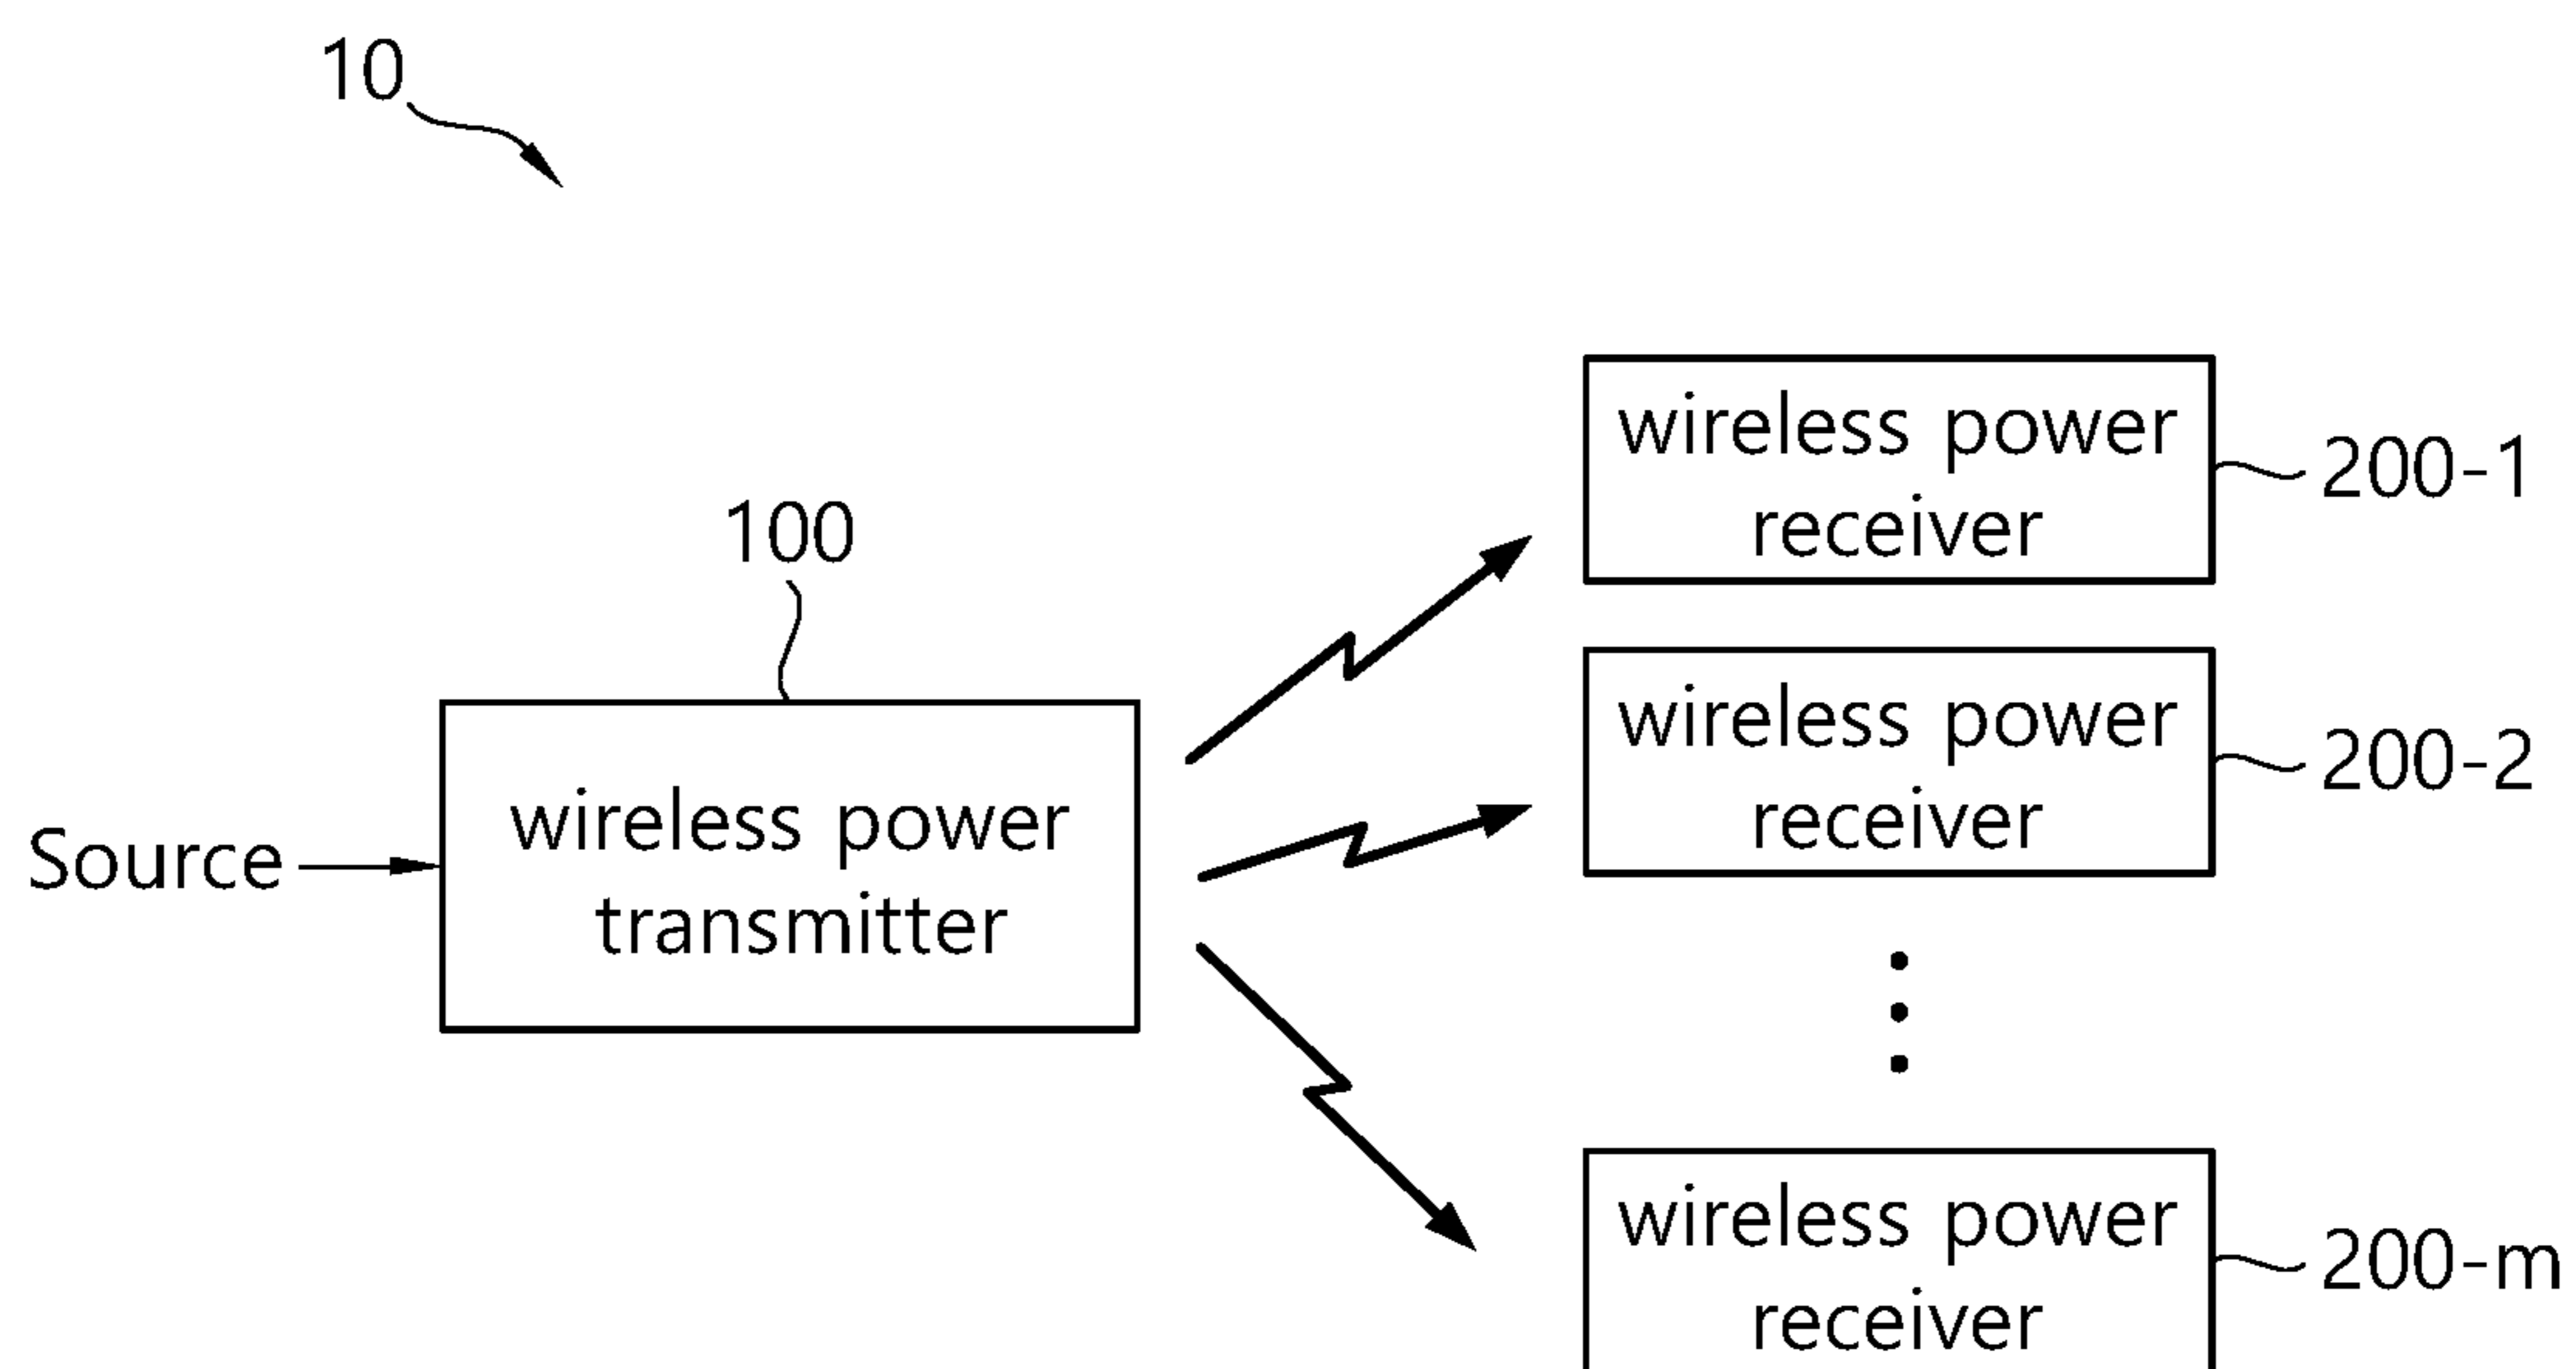 10
100
Source
wireless power
transmitter
wireless power
receiver
200-1
wireless power
receiver
200-2
wireless power
receiver
200-m